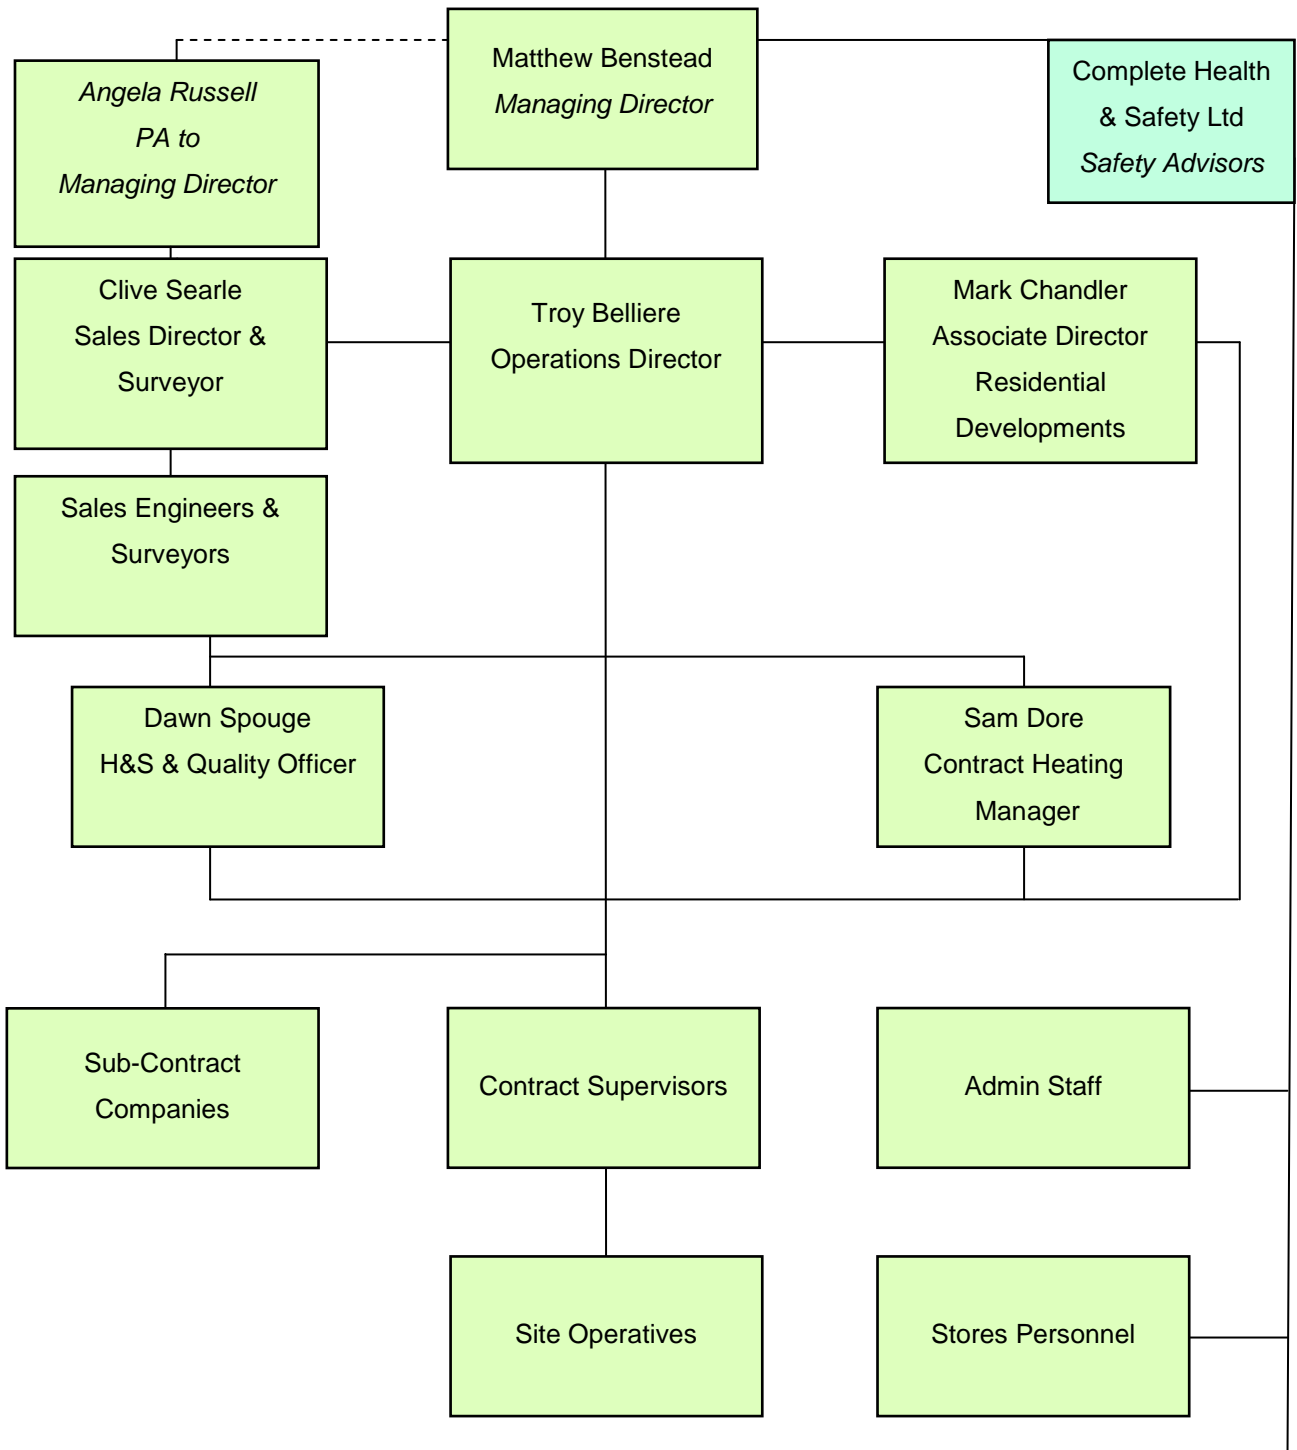 Matthew Benstead
Managing Director
Angela Russell
PA to
Managing Director
Complete Health
& Safety Ltd
Safety Advisors
Clive Searle
Sales Director &
Surveyor
Troy Belliere
Operations Director
Mark Chandler
Associate Director
Residential
Developments
Sales Engineers &
Surveyors
Dawn Spouge
H&S & Quality Officer
Sam Dore
Contract Heating
Manager
Sub-Contract
Companies
Contract Supervisors
Admin Staff
Site Operatives
Stores Personnel